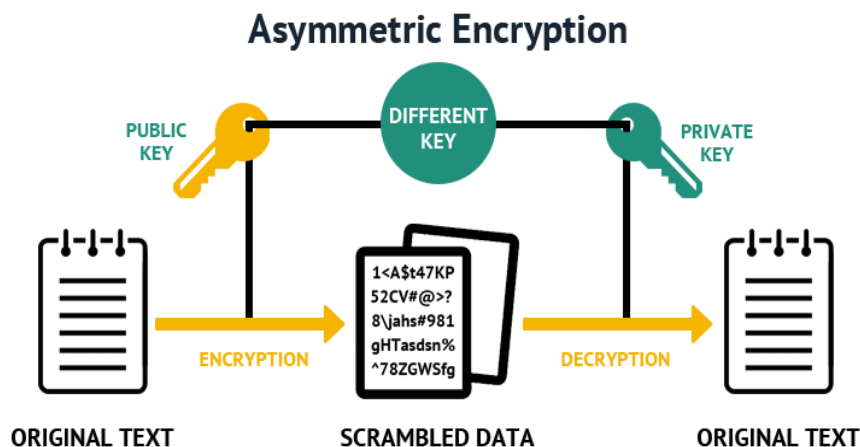 Asymmetric Encryption
PUBLIC
KEY
DIFFERENT
KEY
PRIVATE
KEY
1<A$t47KP
52CV#@>?
8\jahs#981
gHTasdsn%
^78ZGWSfg
ENCRYPTION
DECRYPTION
ORIGINAL TEXT
SCRAMBLED DATA
ORIGINAL TEXT